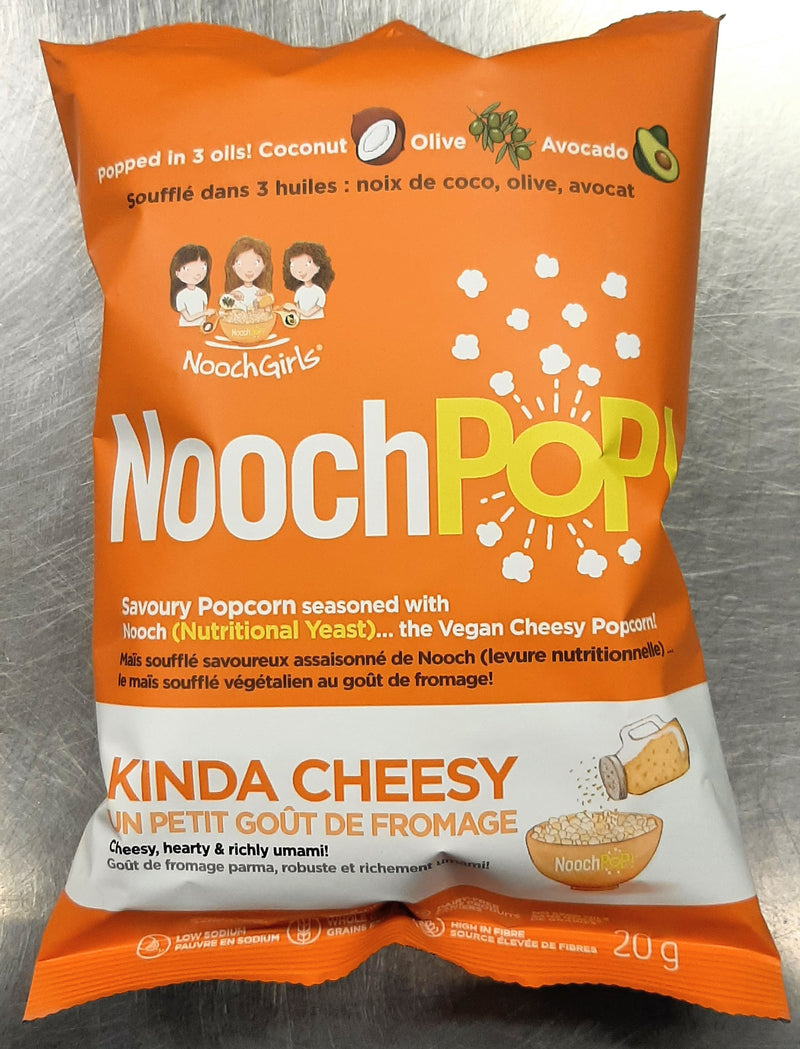 Popped in 3 oils! Coconut Olive Avocado
Soufflé dans 3 huiles : noix de coco, olive, avocat
Nooch
NoochGirls®
NoochPOP!
Savoury Popcorn seasoned with
Nooch (Nutritional Yeast)... the Vegan Cheesy Popcorn!
Maïs soufflé savoureux assaisonné de Nooch (levure nutritionnelle)...
le maïs soufflé végétalien au goût de fromage!
KINDA CHEESY
UN PETIT GOÛT DE FROMAGE
Cheesy, hearty & richly umami!
Goût de fromage parma, robuste et richement umami!
NoochPOP!
LOW SODIUM
PAUVRE EN SODIUM
WHOLE
GRAINS
HIGH IN FIBRE
SOURCE ÉLEVÉE DE FIBRES
20 g